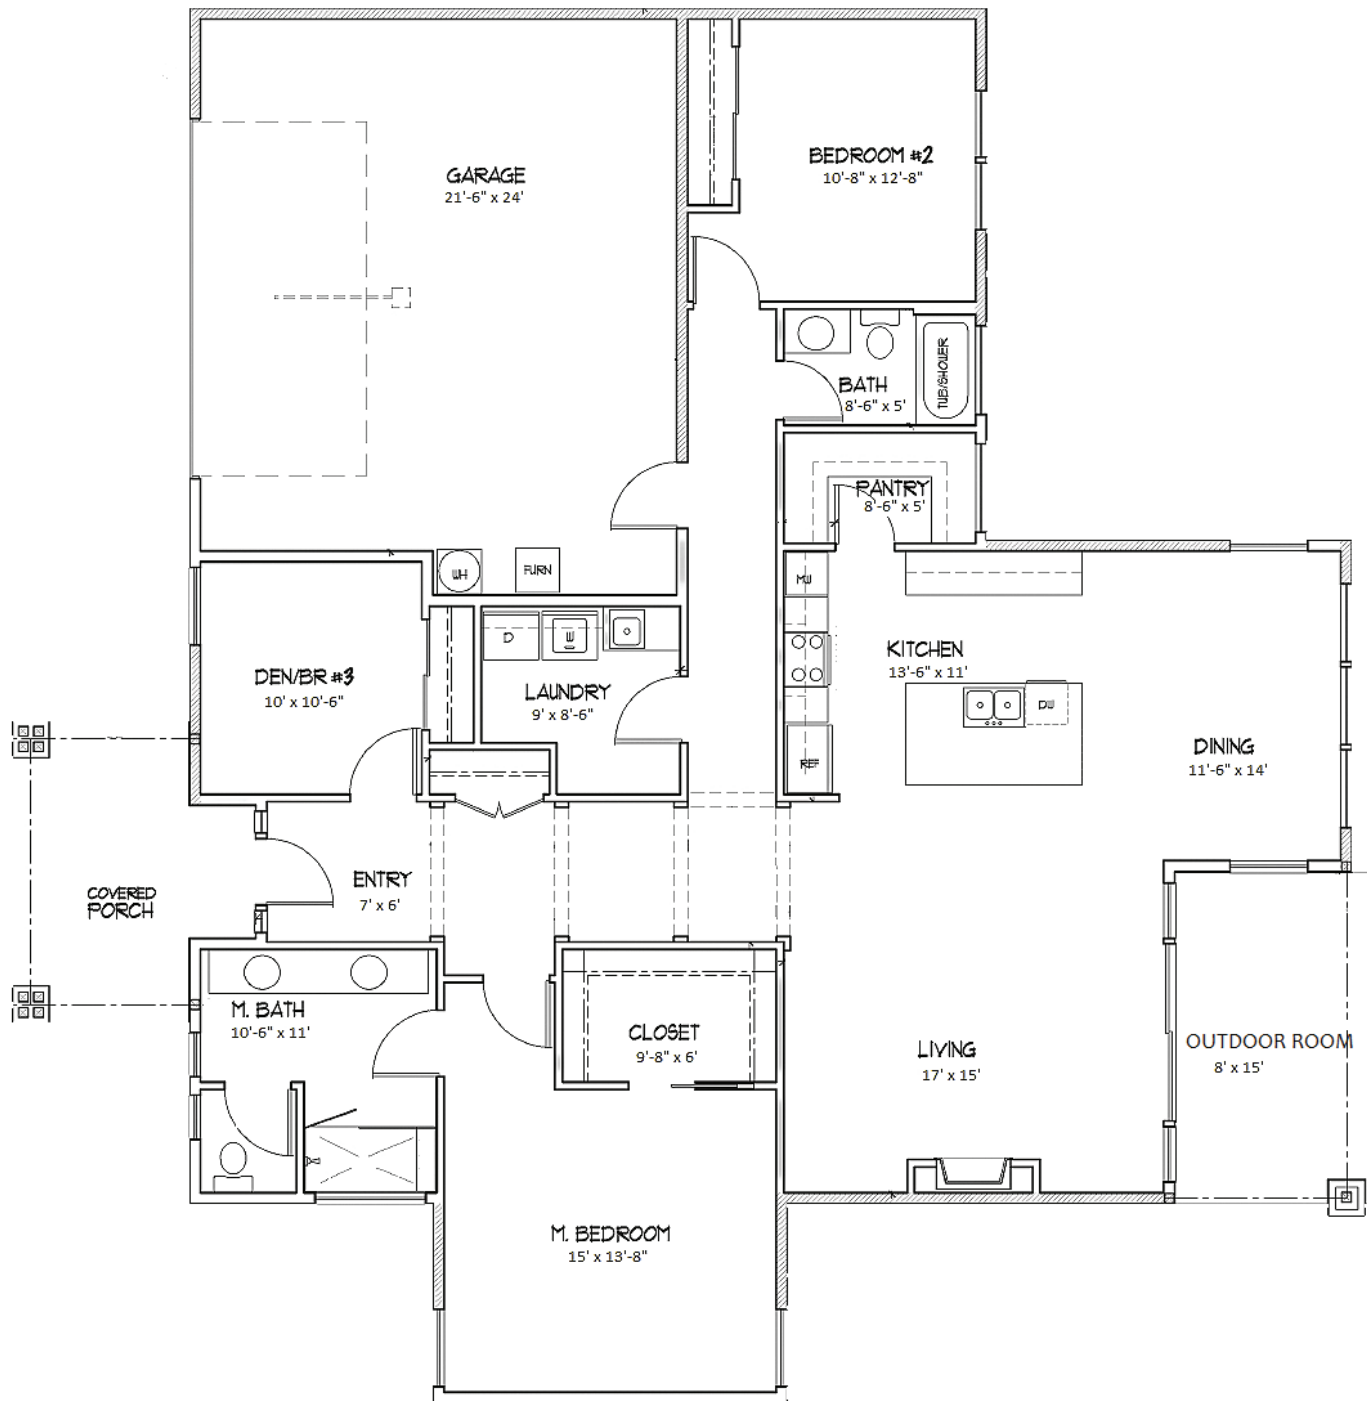 GARAGE
21'-6" x 24'
BEDROOM #2
10'-8" x 12'-8"
BATH
8'-6" x 5'
TUB/SHOWER
PANTRY
8'-6" x 5'
WH
FURN
MW
KITCHEN
13'-6" x 11'
DW
REF
DEN/BR #3
10' x 10'-6"
D
W
LAUNDRY
9' x 8'-6"
DINING
11'-6" x 14'
ENTRY
7' x 6'
COVERED
PORCH
M. BATH
10'-6" x 11'
CLOSET
9'-8" x 6'
LIVING
17' x 15'
OUTDOOR ROOM
8' x 15'
M. BEDROOM
15' x 13'-8"